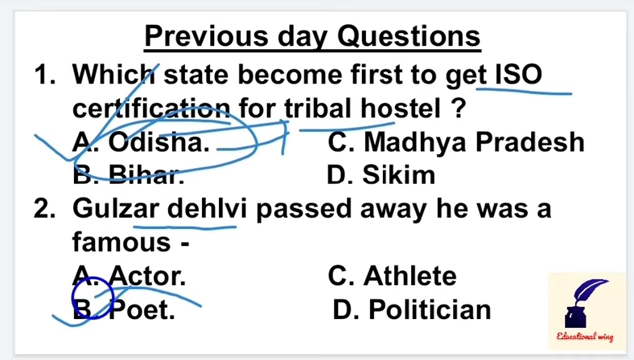 Previous day Questions
1. Which state become first to get ISO
certification for tribal hostel ?
A. Odisha. C. Madhya Pradesh
B. Bihar. D. Sikim
2. Gulzar dehlvi passed away he was a
famous -
A. Actor. C. Athlete
B. Poet. D. Politician
Educational wing